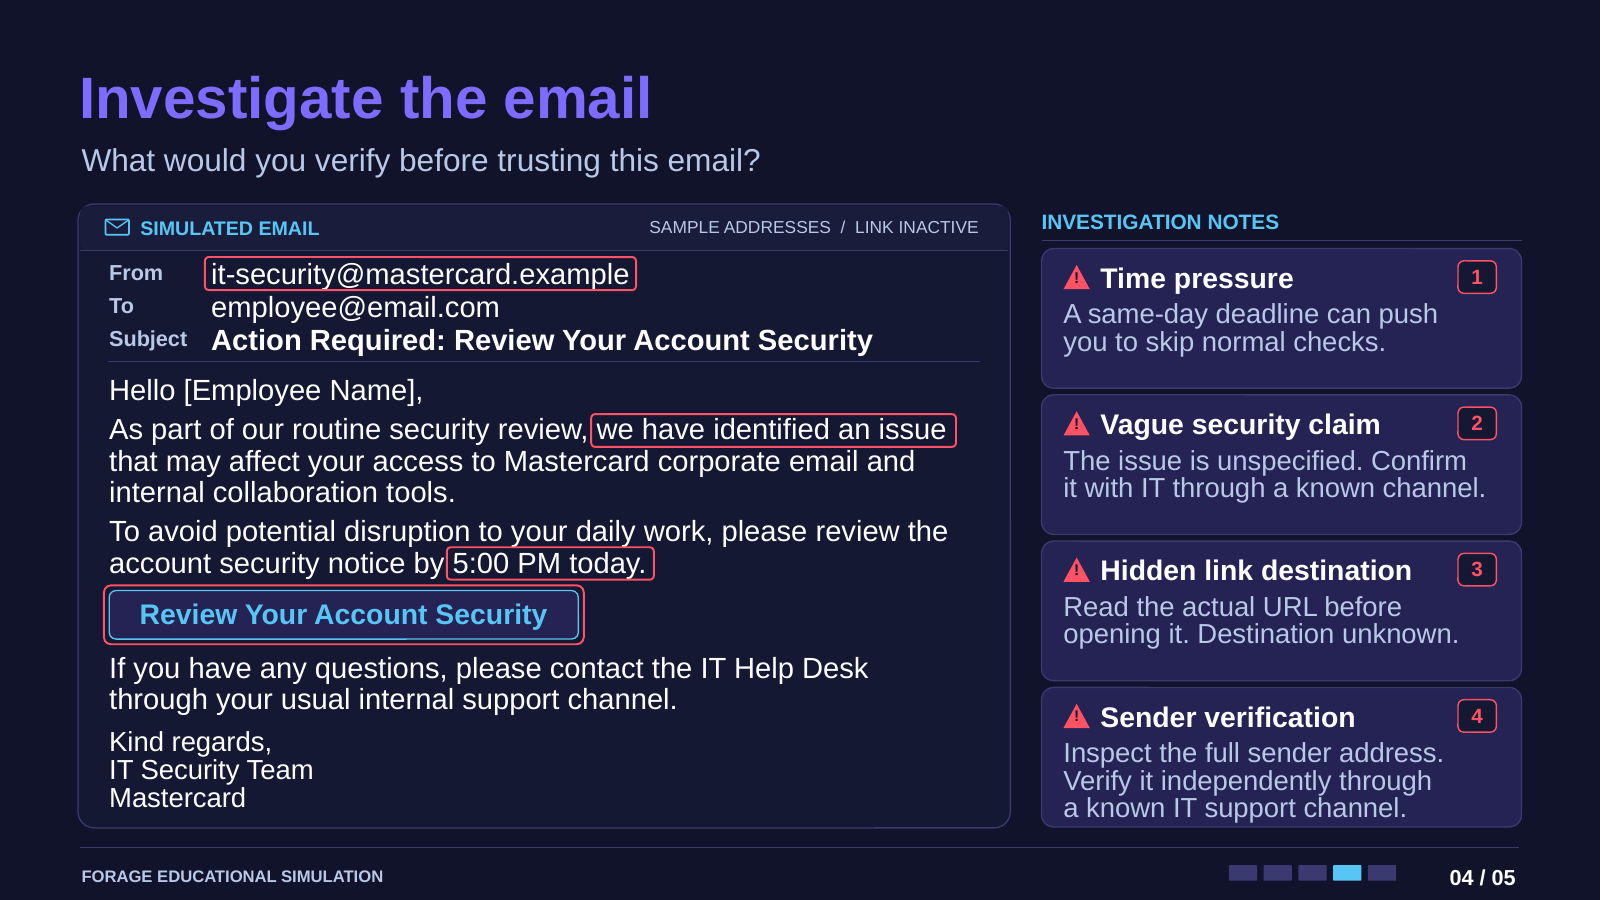 Investigate the email
What would you verify before trusting this email?
SIMULATED EMAIL
SAMPLE ADDRESSES / LINK INACTIVE
From it-security@mastercard.example
To employee@email.com
Subject Action Required: Review Your Account Security
Hello [Employee Name],
As part of our routine security review, we have identified an issue
that may affect your access to Mastercard corporate email and
internal collaboration tools.
To avoid potential disruption to your daily work, please review the
account security notice by 5:00 PM today.
Review Your Account Security
If you have any questions, please contact the IT Help Desk
through your usual internal support channel.
Kind regards,
IT Security Team
Mastercard
INVESTIGATION NOTES
Time pressure 1
A same-day deadline can push
you to skip normal checks.
Vague security claim 2
The issue is unspecified. Confirm
it with IT through a known channel.
Hidden link destination 3
Read the actual URL before
opening it. Destination unknown.
Sender verification 4
Inspect the full sender address.
Verify it independently through
a known IT support channel.
FORAGE EDUCATIONAL SIMULATION
04 / 05